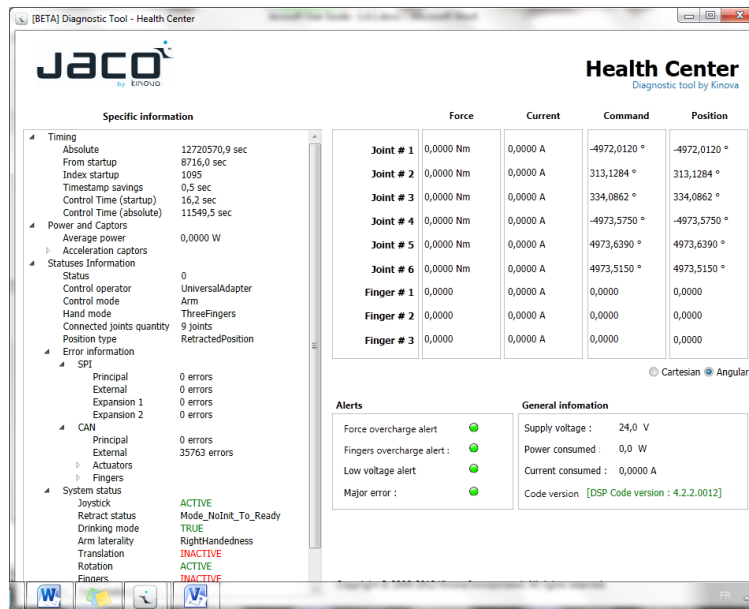 [BETA] Diagnostic Tool - Health Center
Jaco
by KINOVA
Health Center
Diagnostic tool by Kinova
Specific information
Timing
Absolute 12720570,9 sec
From startup 8716,0 sec
Index startup 1095
Timestamp savings 0,5 sec
Control Time (startup) 16,2 sec
Control Time (absolute) 11549,5 sec
Power and Captors
Average power 0,0000 W
Acceleration captors
Statuses Information
Status 0
Control operator UniversalAdapter
Control mode Arm
Hand mode ThreeFingers
Connected joints quantity 9 joints
Position type RetractedPosition
Error information
SPI
Principal 0 errors
External 0 errors
Expansion 1 0 errors
Expansion 2 0 errors
CAN
Principal 0 errors
External 35763 errors
Actuators
Fingers
System status
Joystick ACTIVE
Retract status Mode_NoInit_To_Ready
Drinking mode TRUE
Arm laterality RightHandedness
Translation INACTIVE
Rotation ACTIVE
Fingers INACTIVE
Force Current Command Position
Joint # 1 0,0000 Nm 0,0000 A -4972,0120 ° -4972,0120 °
Joint # 2 0,0000 Nm 0,0000 A 313,1284 ° 313,1284 °
Joint # 3 0,0000 Nm 0,0000 A 334,0862 ° 334,0862 °
Joint # 4 0,0000 Nm 0,0000 A -4973,5750 ° -4973,5750 °
Joint # 5 0,0000 Nm 0,0000 A 4973,6390 ° 4973,6390 °
Joint # 6 0,0000 Nm 0,0000 A 4973,5150 ° 4973,5150 °
Finger # 1 0,0000 0,0000 A 0,0000 0,0000
Finger # 2 0,0000 0,0000 A 0,0000 0,0000
Finger # 3 0,0000 0,0000 A 0,0000 0,0000
Cartesian Angular
Alerts
Force overcharge alert
Fingers overcharge alert :
Low voltage alert
Major error :
General infomation
Supply voltage : 24,0 V
Power consumed : 0,0 W
Current consumed : 0,0000 A
Code version [DSP Code version : 4.2.2.0012]
FR